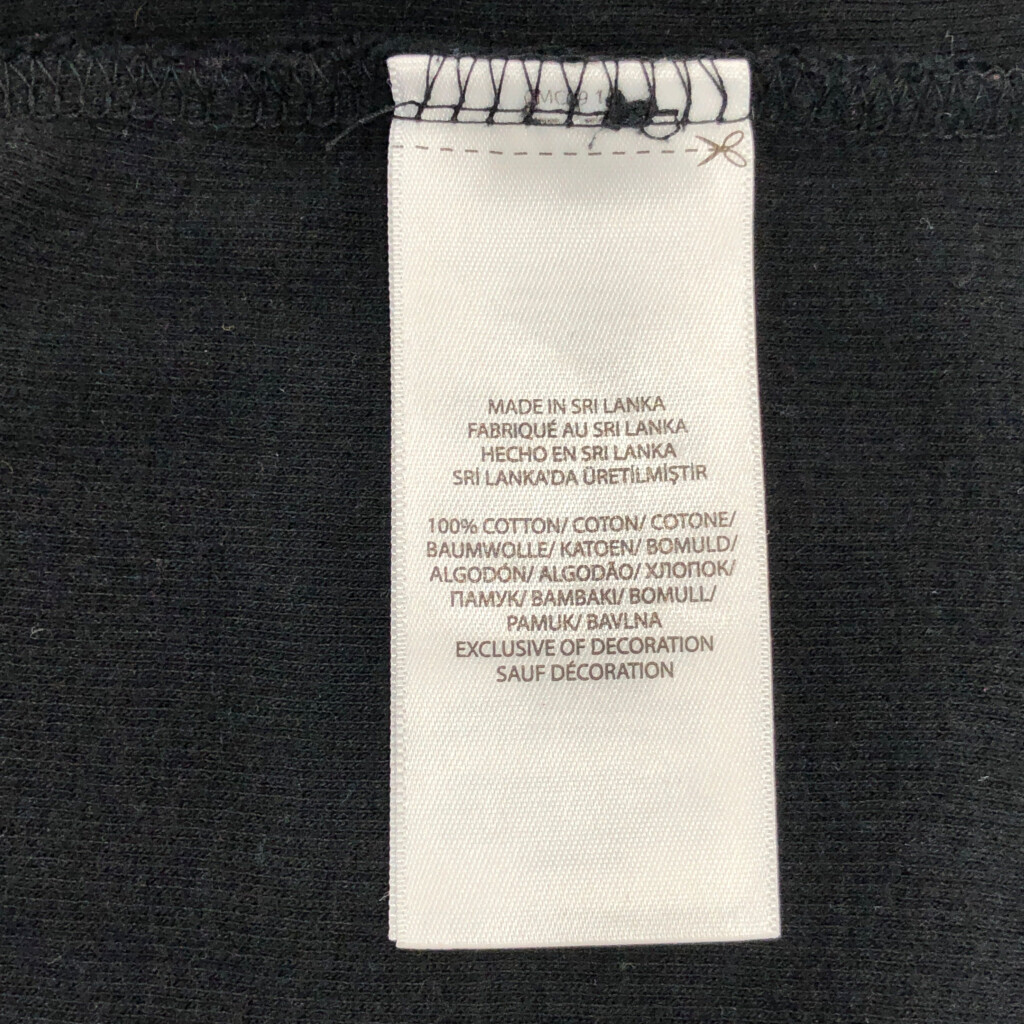 MADE IN SRI LANKA
FABRIQUÉ AU SRI LANKA
HECHO EN SRI LANKA
SRİ LANKA'DA ÜRETİLMİŞTİR
100% COTTON/ COTON/ COTONE/
BAUMWOLLE/ KATOEN/ BOMULD/
ALGODÓN/ ALGODÃO/ ХЛОПОК/
ПАМУК/ BAMBAKI/ BOMULL/
PAMUK/ BAVLNA
EXCLUSIVE OF DECORATION
SAUF DÉCORATION